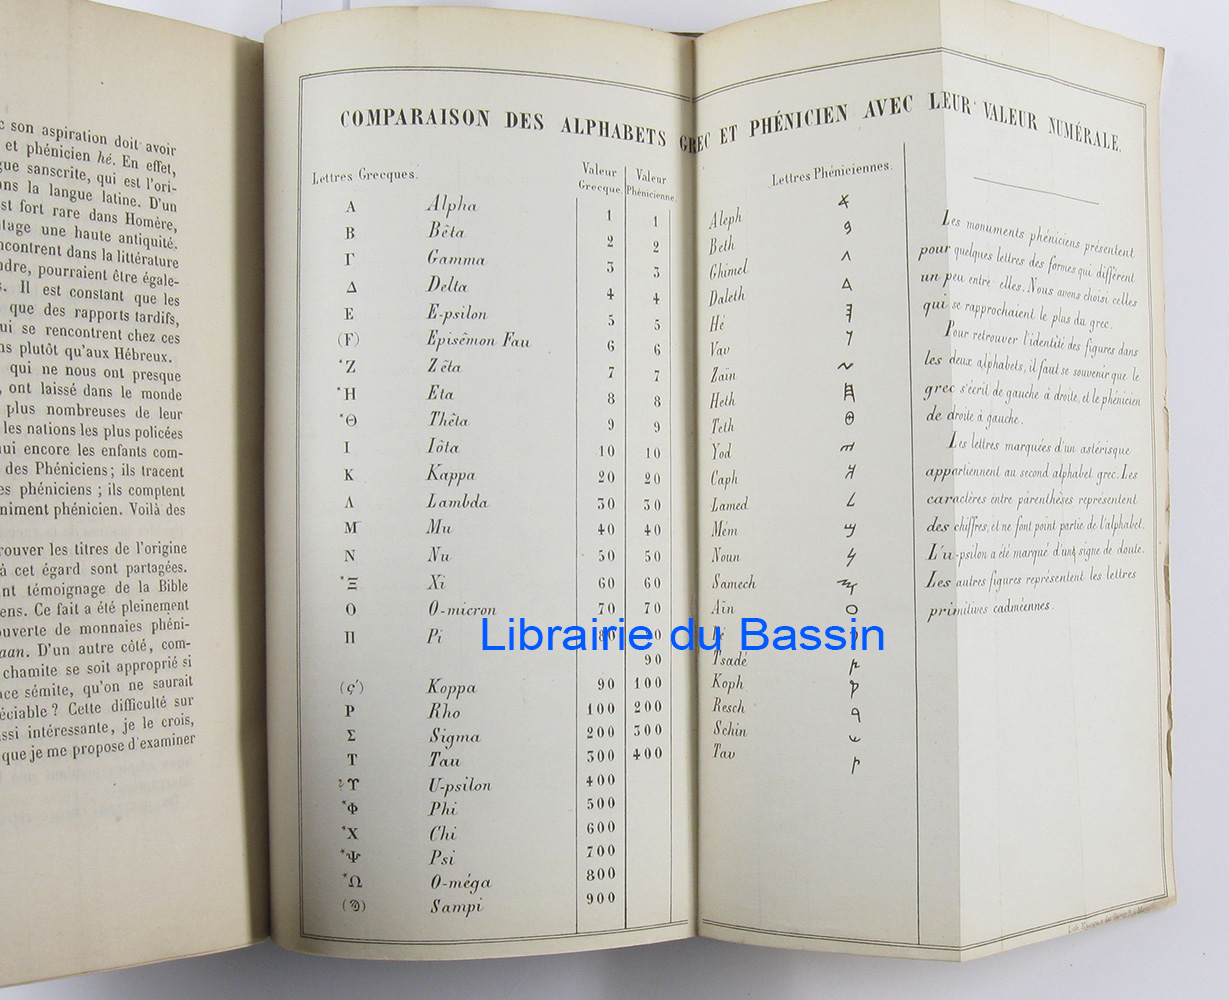 c son aspiration doit avoir
et phénicien hé. En effet,
gue sanscrite, qui est l'ori-
ans la langue latine. D'un
st fort rare dans Homère,
tage une haute antiquité.
ncontrent dans la littérature
ndre, pourraient être égale-
s. Il est constant que les
que des rapports tardifs,
ui se rencontrent chez ces
ns plutôt qu'aux Hébreux.
qui ne nous ont presque
, ont laissé dans le monde
plus nombreuses de leur
les nations les plus policées
hui encore les enfants com-
des Phéniciens ; ils tracent
es phéniciens ; ils comptent
niment phénicien. Voilà des
rouver les titres de l'origine
à cet égard sont partagées.
nt témoignage de la Bible
ens. Ce fait a été pleinement
ouverte de monnaies phéni-
aan. D'un autre côté, com-
chamite se soit approprié si
ace sémite, qu'on ne saurait
éciable ? Cette difficulté sur
ssi intéressante, je le crois,
que je me propose d'examiner
COMPARAISON DES ALPHABETS GREC ET PHÉNICIEN AVEC LEUR VALEUR NUMÉRALE.
Lettres Grecques. Valeur Grecque. Valeur Phénicienne.
Α Alpha 1 1
Β Bêta 2 2
Γ Gamma 3 3
Δ Delta 4 4
Ε E-psilon 5 5
(F) Episêmon Fau 6 6
*Ζ Zêta 7 7
*Η Eta 8 8
*Θ Thêta 9 9
Ι Iôta 10 10
Κ Kappa 20 20
Λ Lambda 30 30
Μ Mu 40 40
Ν Nu 50 50
*Ξ Xi 60 60
Ο O-micron 70 70
Π Pi 80 80
90
(ϛ') Koppa 90 100
Ρ Rho 100 200
Σ Sigma 200 300
Τ Tau 300 400
?ϒ U-psilon 400
*Φ Phi 500
*Χ Chi 600
*Ψ Psi 700
*Ω O-méga 800
(ϡ) Sampi 900
Lettres Phéniciennes.
Aleph
Beth
Ghimel
Daleth
Hé
Vav
Zaïn
Heth
Teth
Yod
Caph
Lamed
Mém
Noun
Samech
Aïn
Tsadé
Koph
Resch
Schin
Tav
Les monuments phéniciens présentent
pour quelques lettres des formes qui diffèrent
un peu entre elles. Nous avons choisi celles
qui se rapprochaient le plus du grec.
Pour retrouver l'identité des figures dans
les deux alphabets, il faut se souvenir que le
grec s'écrit de gauche à droite, et le phénicien
de droite à gauche.
Les lettres marquées d'un astérisque
appartiennent au second alphabet grec. Les
caractères entre parenthèses représentent
des chiffres, et ne font point partie de l'alphabet.
L'u-psilon a été marqué d'un signe de doute.
Les autres figures représentent les lettres
primitives cadméennes.
Librairie du Bassin